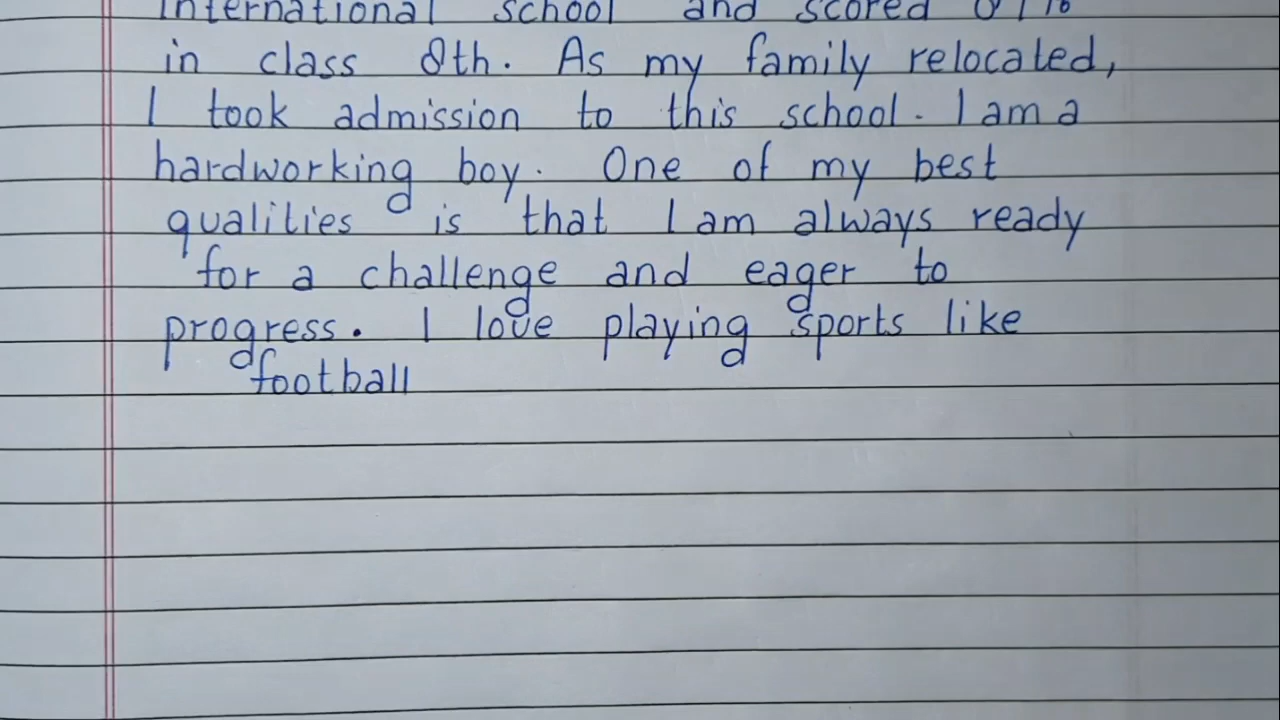 International school and scored
in class 8th. As my family relocated,
I took admission to this school. I am a
hardworking boy. One of my best
qualities is that I am always ready
for a challenge and eager to
progress. I love playing sports like
football